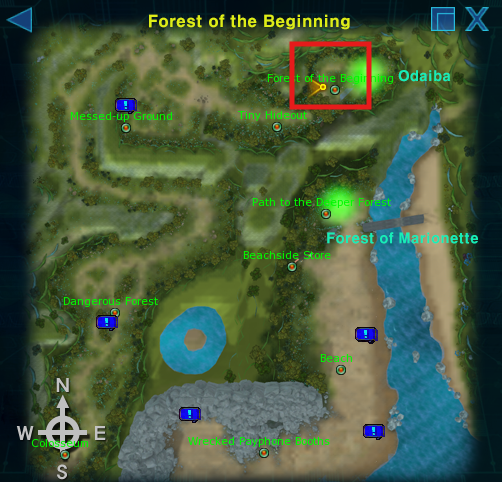 Forest of the Beginning
Forest of the Beginning
Odaiba
Messed-up Ground
Tiny Hideout
Path to the Deeper Forest
Forest of Marionette
Beachside Store
Dangerous Forest
Beach
N
W
E
S
Colosseum
Wrecked Payphone Booths